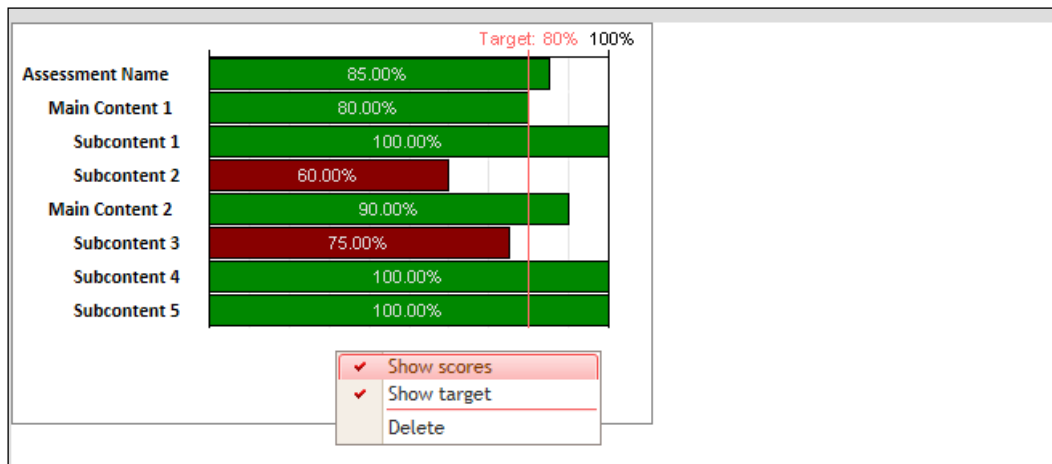 Target: 80% 100%
Assessment Name 85.00%
Main Content 1 80.00%
Subcontent 1 100.00%
Subcontent 2 60.00%
Main Content 2 90.00%
Subcontent 3 75.00%
Subcontent 4 100.00%
Subcontent 5 100.00%
Show scores
Show target
Delete